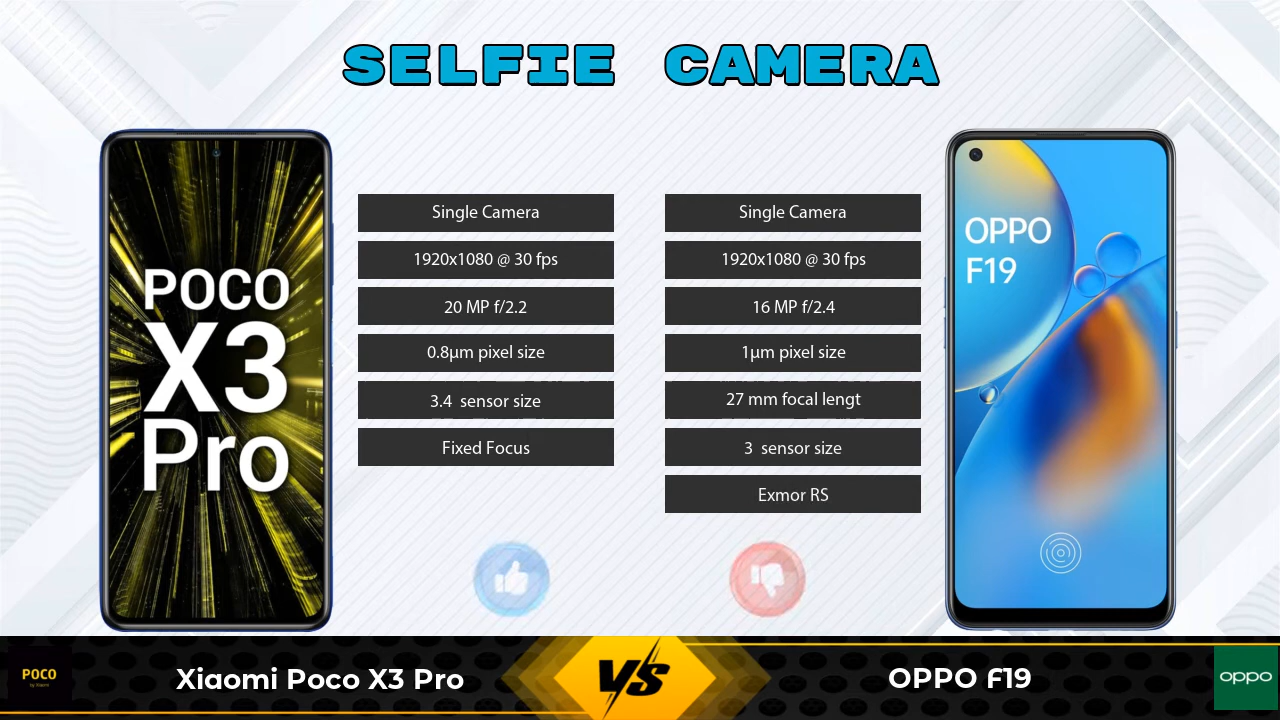 SELFIE CAMERA
POCO
X3
Pro
Single Camera
1920x1080 @ 30 fps
20 MP f/2.2
0.8µm pixel size
3.4 sensor size
Fixed Focus
Single Camera
1920x1080 @ 30 fps
16 MP f/2.4
1µm pixel size
27 mm focal lengt
3 sensor size
Exmor RS
OPPO
F19
POCO
by Xiaomi
Xiaomi Poco X3 Pro
VS
OPPO F19
oppo